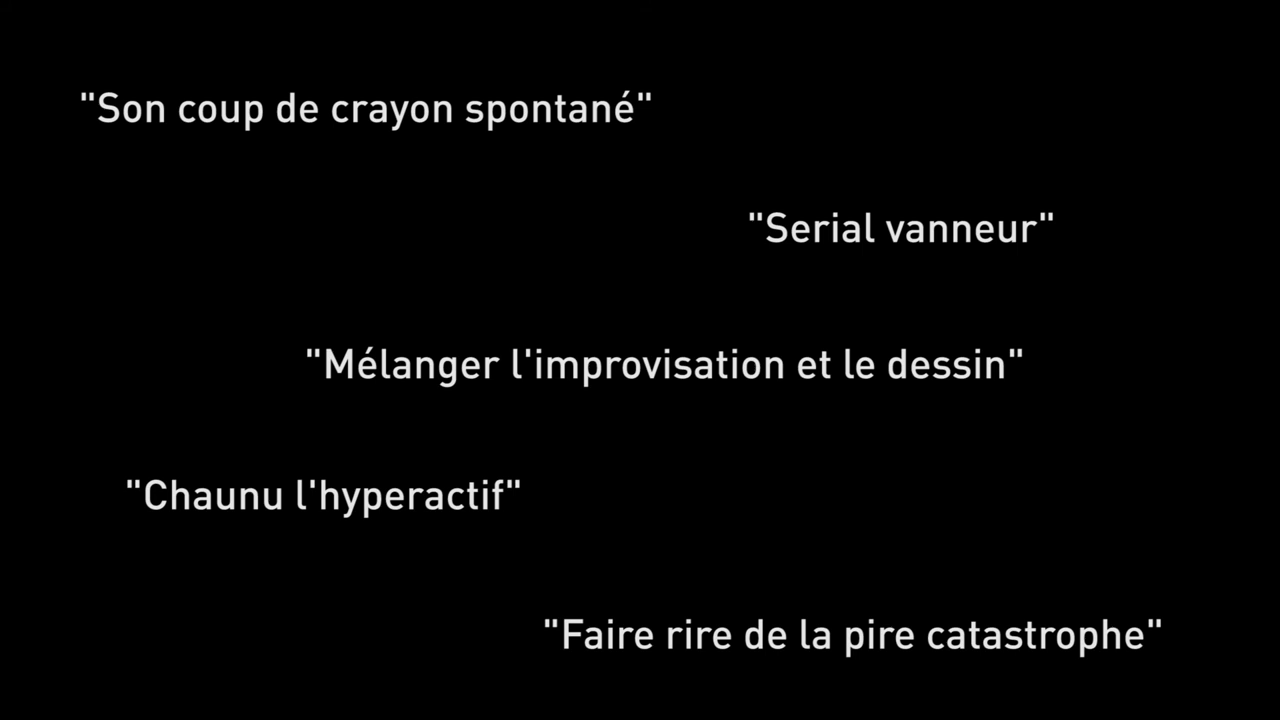 "Son coup de crayon spontané"
"Serial vanneur"
"Mélanger l'improvisation et le dessin"
"Chaunu l'hyperactif"
"Faire rire de la pire catastrophe"